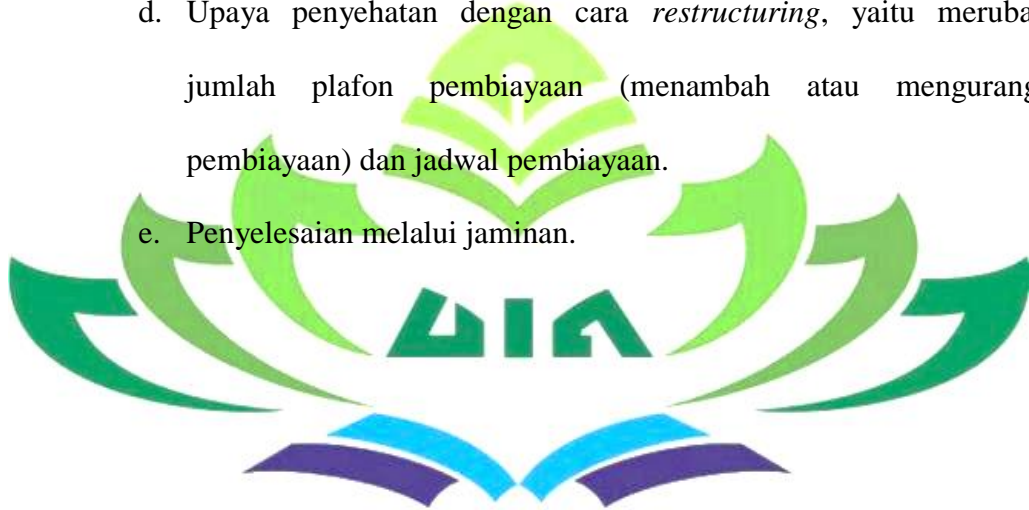 d. Upaya penyehatan dengan cara restructuring, yaitu meruba
jumlah plafon pembiayaan (menambah atau mengurang
pembiayaan) dan jadwal pembiayaan.
e. Penyelesaian melalui jaminan.
UIN